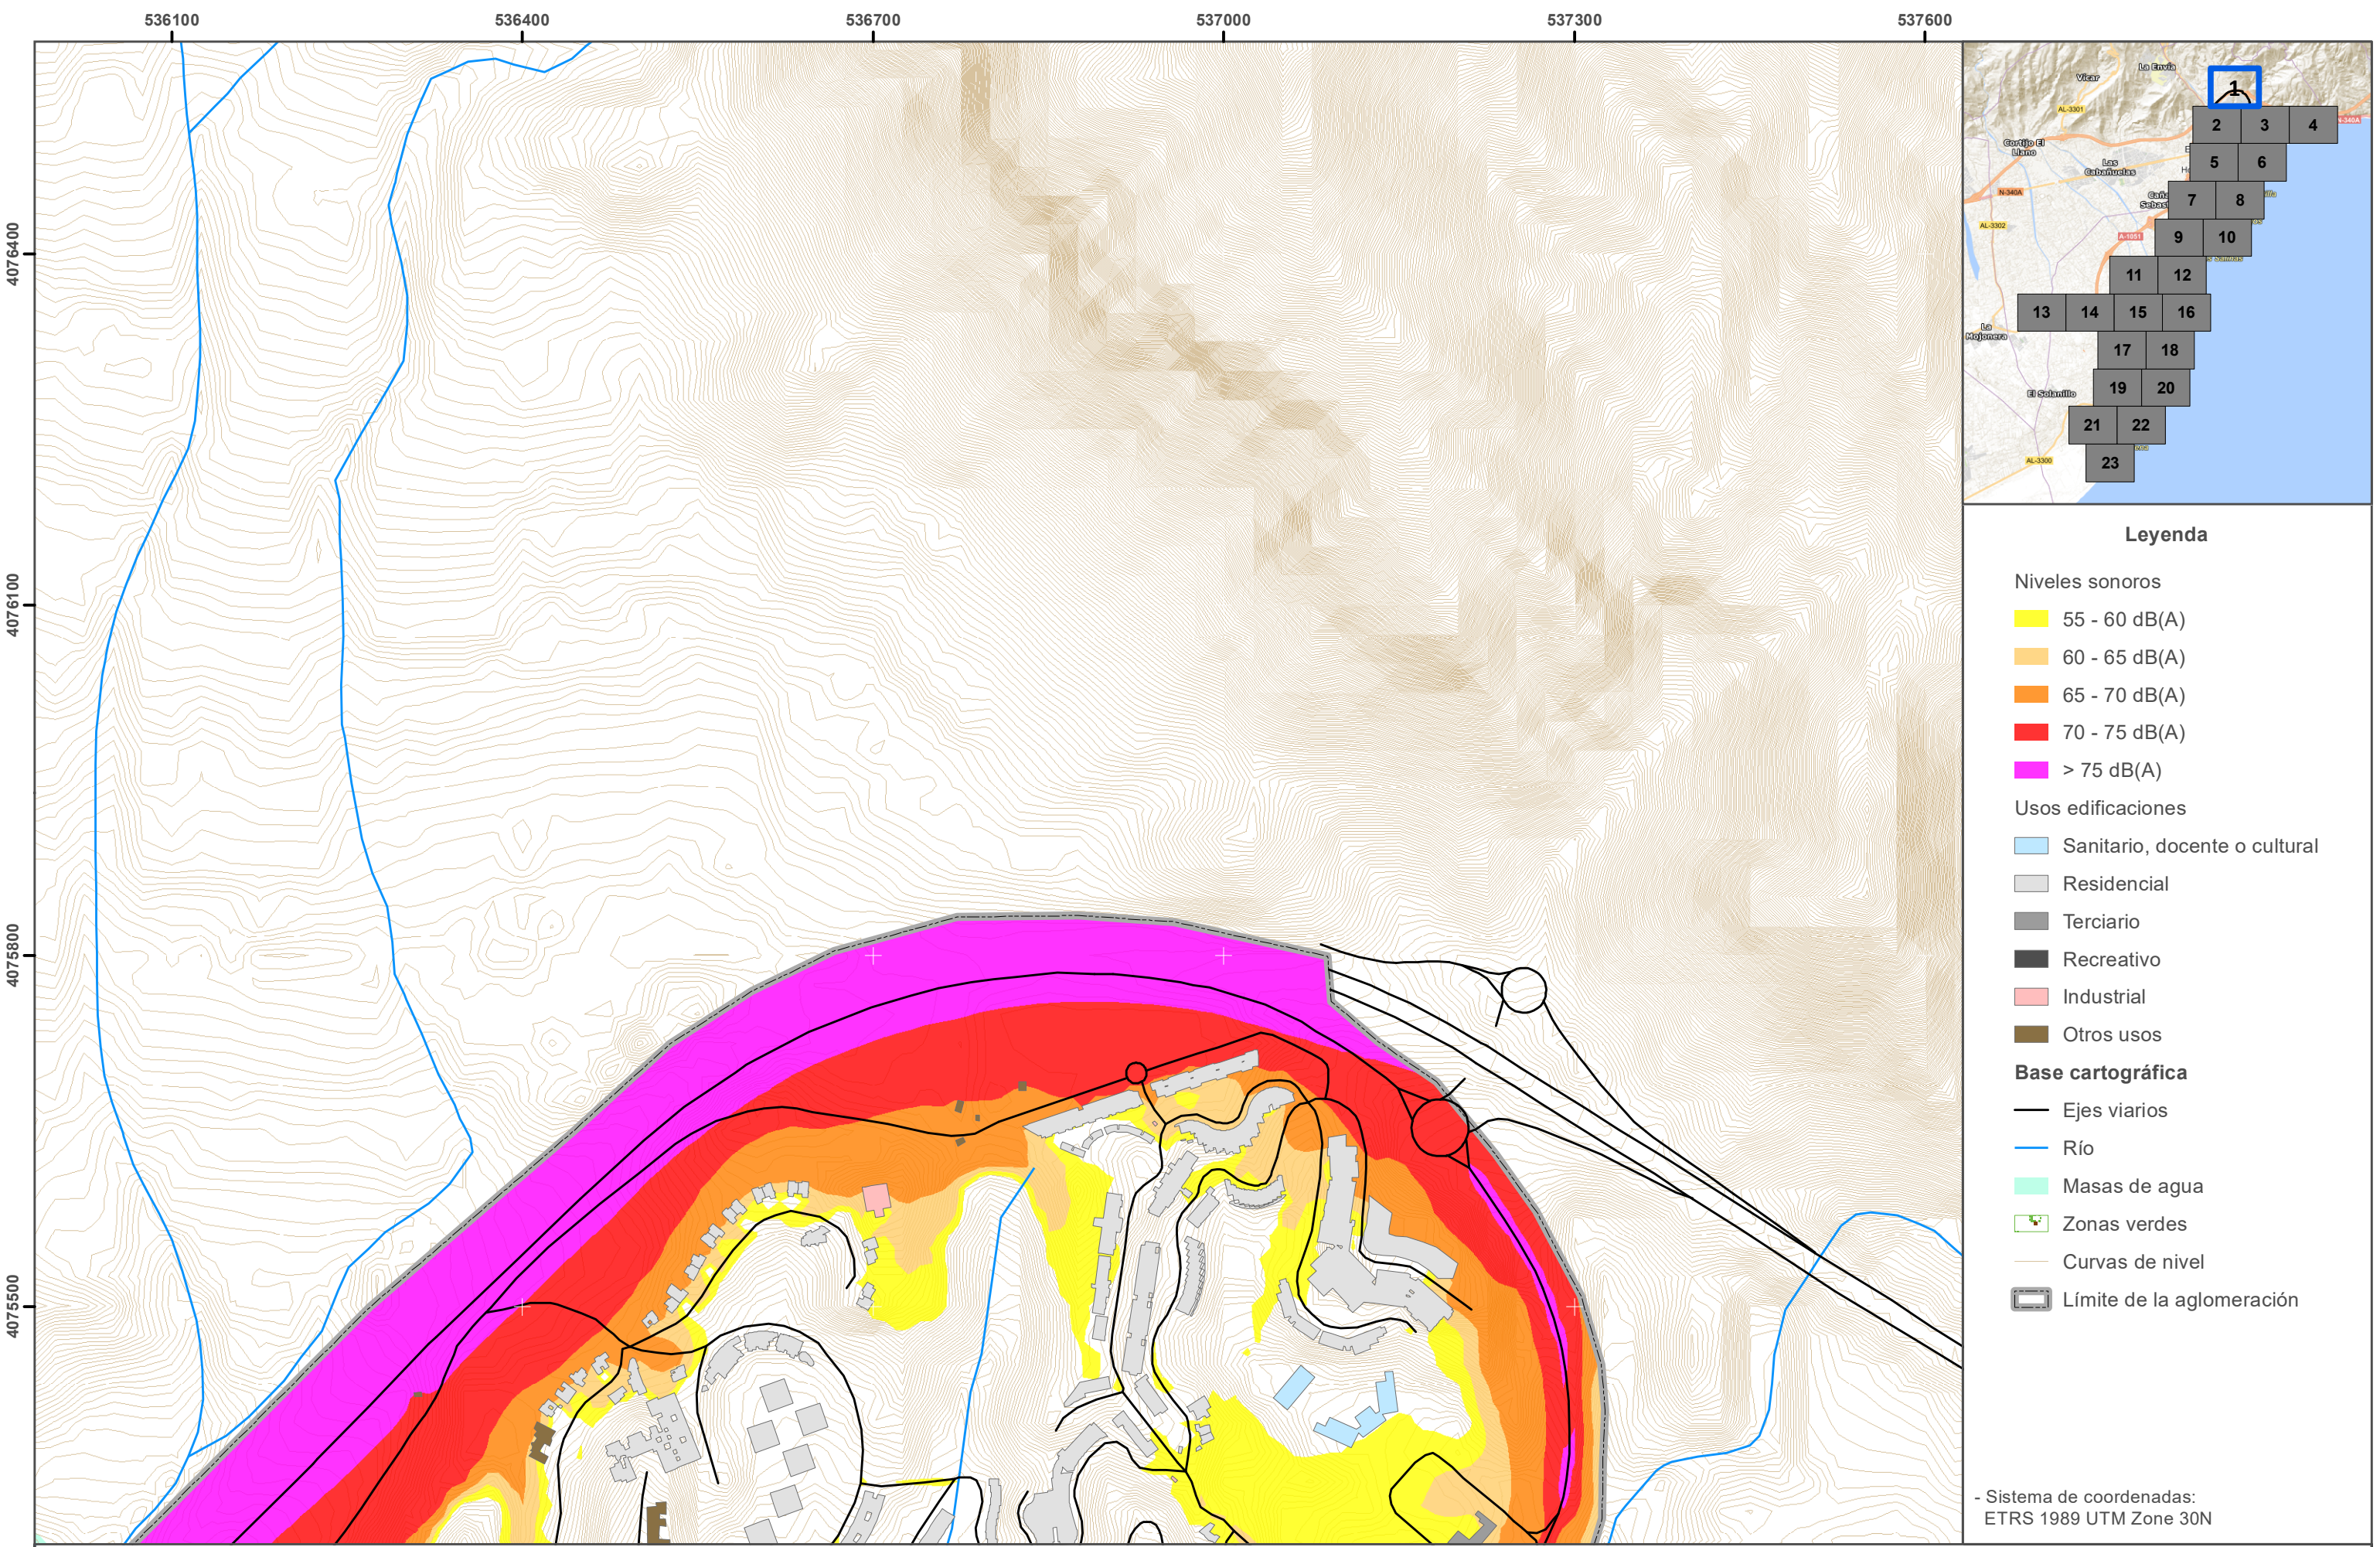 536100 536400 536700 537000 537300 537600
4076400
4076100
4075800
4075500
Vícar
La Envía
AL-3301
1
2 3 4
N-340A
Cortijo El
Llano
Las
Cabañuelas
5 6
N-340A
7 8
AL-3302
A-1051
9 10
11 12
13 14 15 16
La
Mojonera
17 18
El Solanillo
19 20
21 22
AL-3300
23
Leyenda
Niveles sonoros
55 - 60 dB(A)
60 - 65 dB(A)
65 - 70 dB(A)
70 - 75 dB(A)
> 75 dB(A)
Usos edificaciones
Sanitario, docente o cultural
Residencial
Terciario
Recreativo
Industrial
Otros usos
Base cartográfica
Ejes viarios
Río
Masas de agua
Zonas verdes
Curvas de nivel
Límite de la aglomeración
- Sistema de coordenadas:
ETRS 1989 UTM Zone 30N